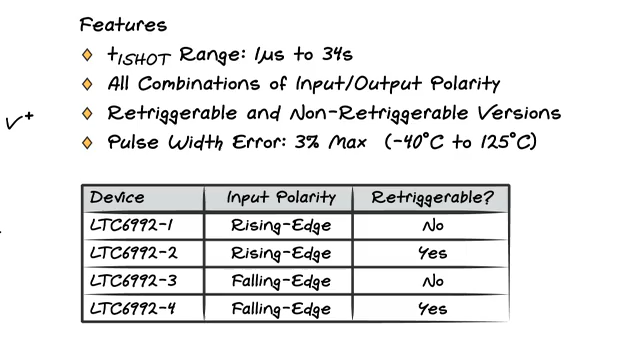 Features
t1SHOT Range: 1µs to 34s
All Combinations of Input/Output Polarity
Retriggerable and Non-Retriggerable Versions
V+
Pulse Width Error: 3% Max (-40°C to 125°C)
Device Input Polarity Retriggerable?
LTC6992-1 Rising-Edge No
LTC6992-2 Rising-Edge Yes
LTC6992-3 Falling-Edge No
LTC6992-4 Falling-Edge Yes